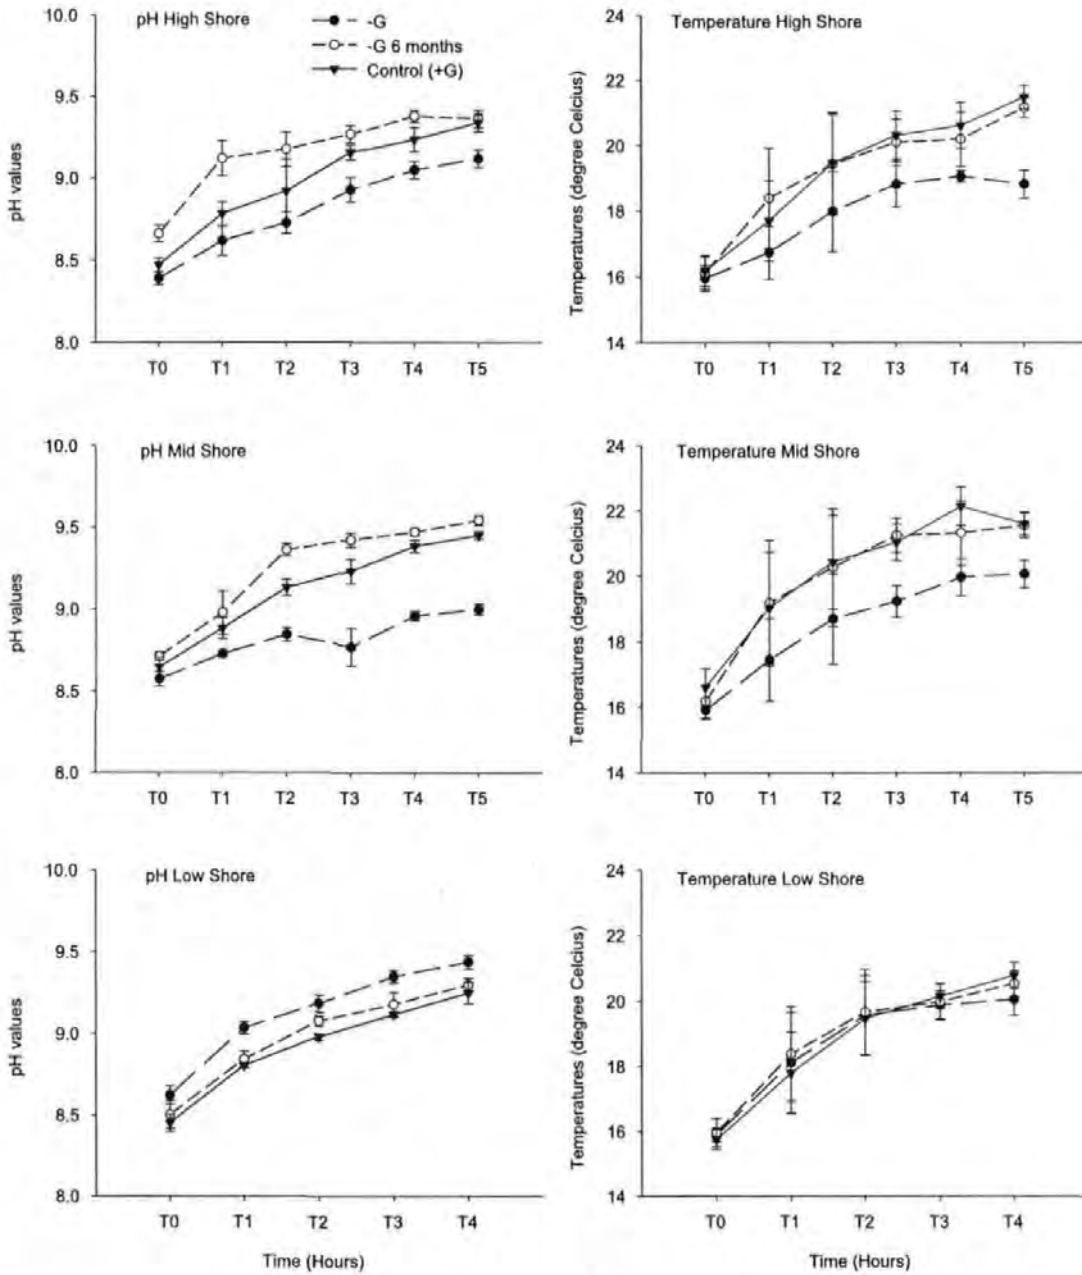 pH High Shore
-G
-G 6 months
Control (+G)
10.0
9.5
9.0
8.5
8.0
pH values
T0 T1 T2 T3 T4 T5
Temperature High Shore
24
22
20
18
16
14
Temperatures (degree Celcius)
T0 T1 T2 T3 T4 T5
pH Mid Shore
10.0
9.5
9.0
8.5
8.0
pH values
T0 T1 T2 T3 T4 T5
Temperature Mid Shore
24
22
20
18
16
14
Temperatures (degree Celcius)
T0 T1 T2 T3 T4 T5
pH Low Shore
10.0
9.5
9.0
8.5
8.0
pH values
T0 T1 T2 T3 T4
Time (Hours)
Temperature Low Shore
24
22
20
18
16
14
Temperatures (degree Celcius)
T0 T1 T2 T3 T4
Time (Hours)